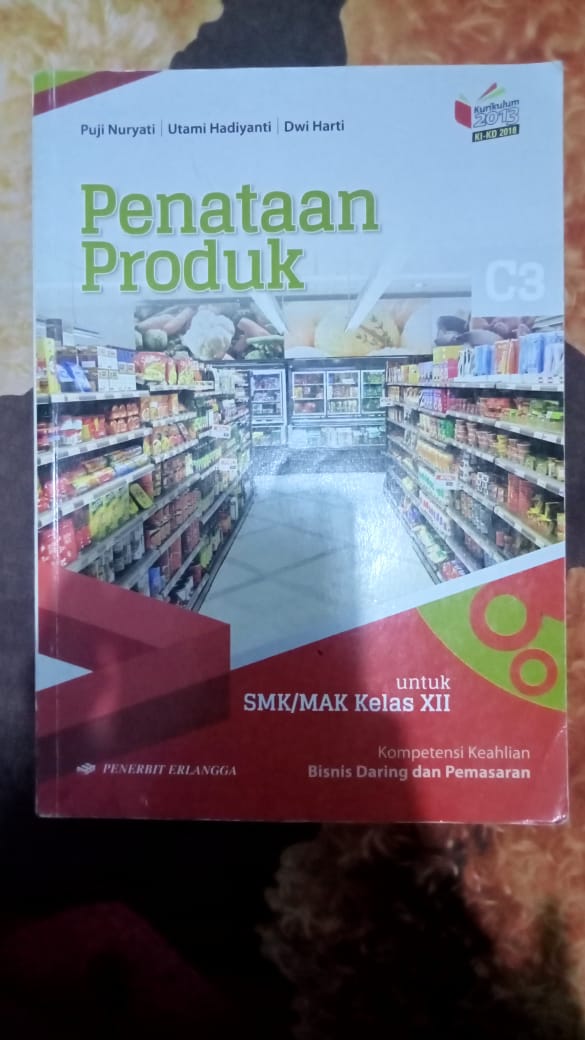 Puji Nuryati | Utami Hadiyanti | Dwi Harti
Kurikulum
2013
KI-KD 2018
Penataan
Produk
C3
untuk
SMK/MAK Kelas XII
Kompetensi Keahlian
Bisnis Daring dan Pemasaran
PENERBIT ERLANGGA